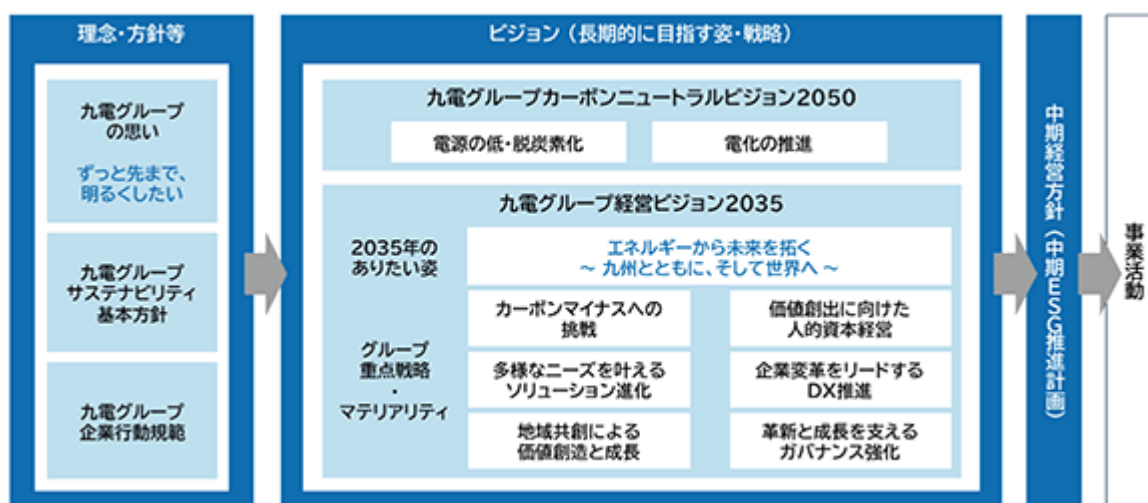 理念・方針等
九電グループ
の思い
ずっと先まで、
明るくしたい
九電グループ
サステナビリティ
基本方針
九電グループ
企業行動規範
ビジョン（長期的に目指す姿・戦略）
九電グループカーボンニュートラルビジョン2050
電源の低・脱炭素化
電化の推進
九電グループ経営ビジョン2035
2035年の
ありたい姿
エネルギーから未来を拓く
～ 九州とともに、そして世界へ ～
グループ
重点戦略
・
マテリアリティ
カーボンマイナスへの
挑戦
価値創出に向けた
人的資本経営
多様なニーズを叶える
ソリューション進化
企業変革をリードする
DX推進
地域共創による
価値創造と成長
革新と成長を支える
ガバナンス強化
中期経営方針（中期ESG推進計画）
事業活動